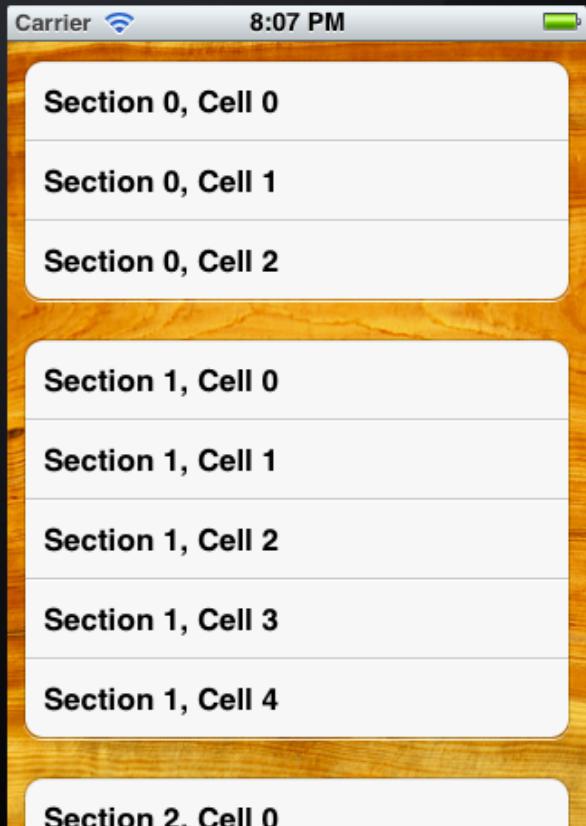 Carrier 8:07 PM
Section 0, Cell 0
Section 0, Cell 1
Section 0, Cell 2
Section 1, Cell 0
Section 1, Cell 1
Section 1, Cell 2
Section 1, Cell 3
Section 1, Cell 4
Section 2, Cell 0